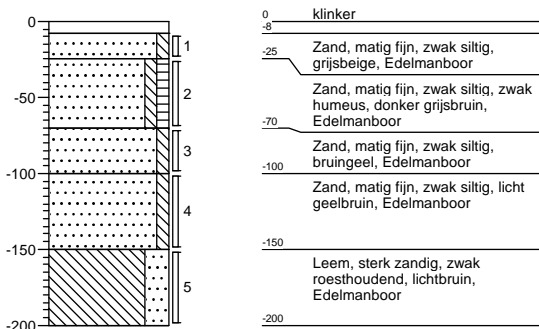 0
-50
-100
-150
-200
1
2
3
4
5
0
klinker
-8
Zand, matig fijn, zwak siltig,
grijsbeige, Edelmanboor
-25
Zand, matig fijn, zwak siltig, zwak
humeus, donker grijsbruin,
Edelmanboor
-70
Zand, matig fijn, zwak siltig,
bruingeel, Edelmanboor
-100
Zand, matig fijn, zwak siltig, licht
geelbruin, Edelmanboor
-150
Leem, sterk zandig, zwak
roesthoudend, lichtbruin,
Edelmanboor
-200